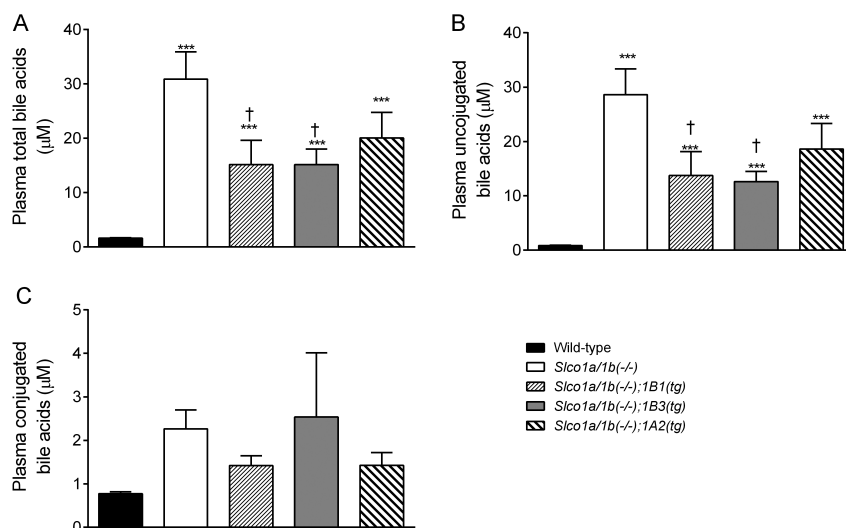 A
Plasma total bile acids
(μM)
40
30
20
10
0
***
†
***
†
***
***
B
Plasma uncojugated
bile acids (μM)
40
30
20
10
0
***
†
***
†
***
***
C
Plasma conjugated
bile acids (μM)
5
4
3
2
1
0
Wild-type
Slco1a/1b(-/-)
Slco1a/1b(-/-);1B1(tg)
Slco1a/1b(-/-);1B3(tg)
Slco1a/1b(-/-);1A2(tg)